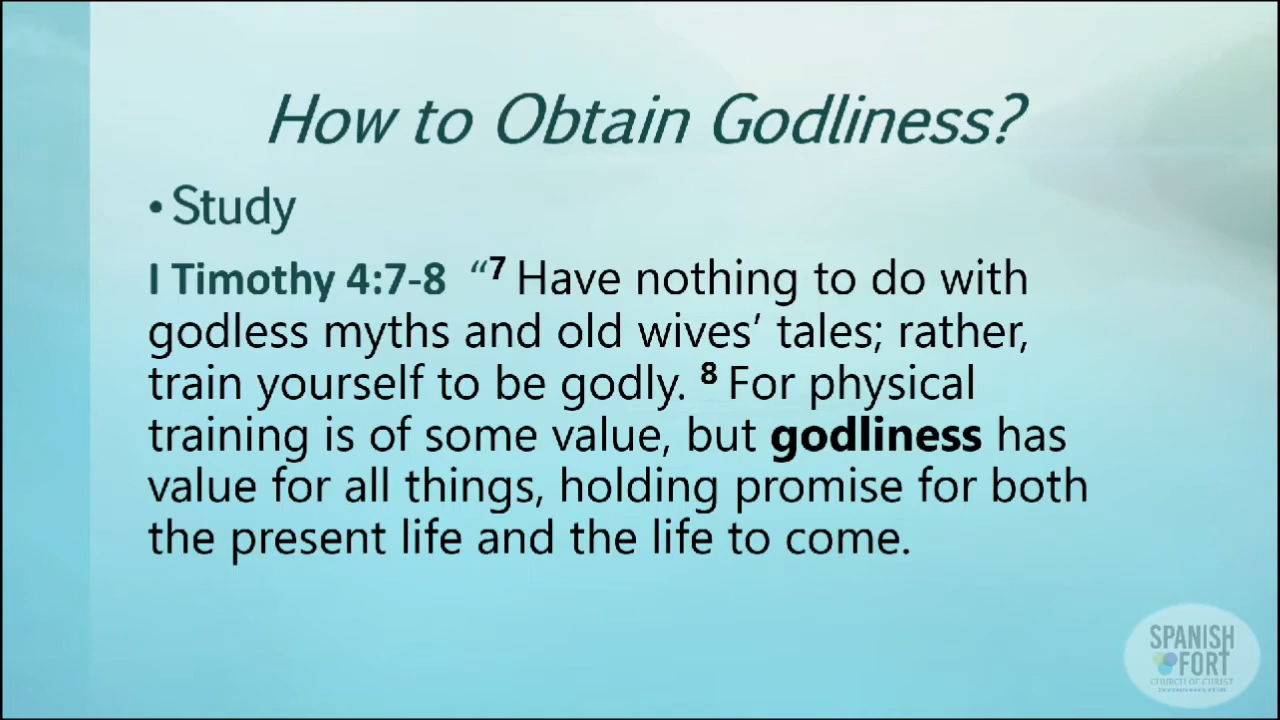 How to Obtain Godliness?
• Study
I Timothy 4:7-8 “7 Have nothing to do with
godless myths and old wives’ tales; rather,
train yourself to be godly. 8 For physical
training is of some value, but godliness has
value for all things, holding promise for both
the present life and the life to come.
SPANISH
FORT
CHURCH OF CHRIST